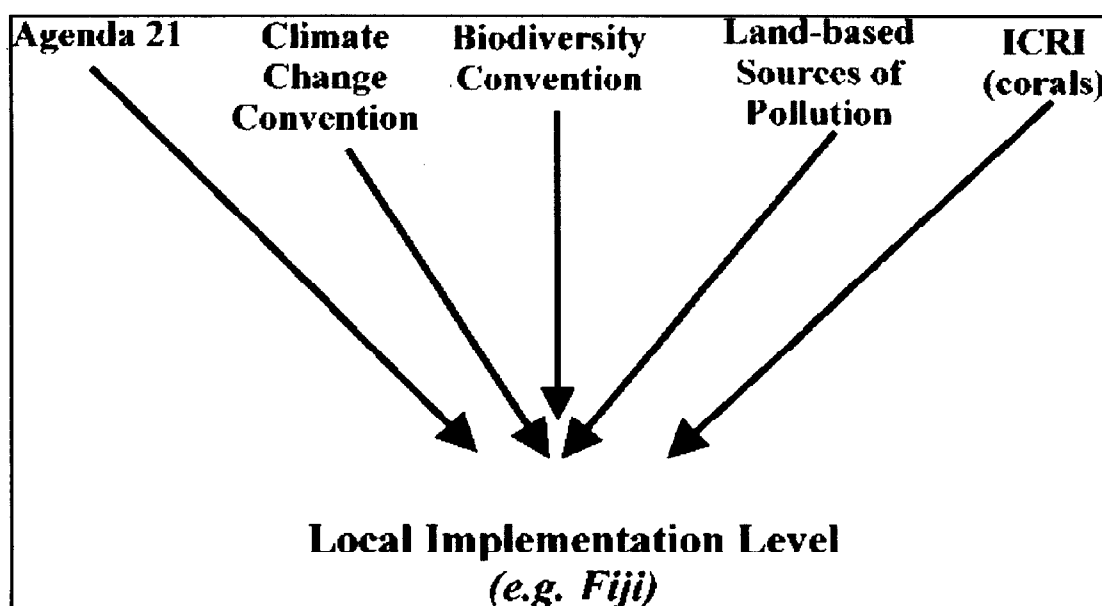 Agenda 21
Climate
Change
Convention
Biodiversity
Convention
Land-based
Sources of
Pollution
ICRI
(corals)
Local Implementation Level
(e.g. Fiji)